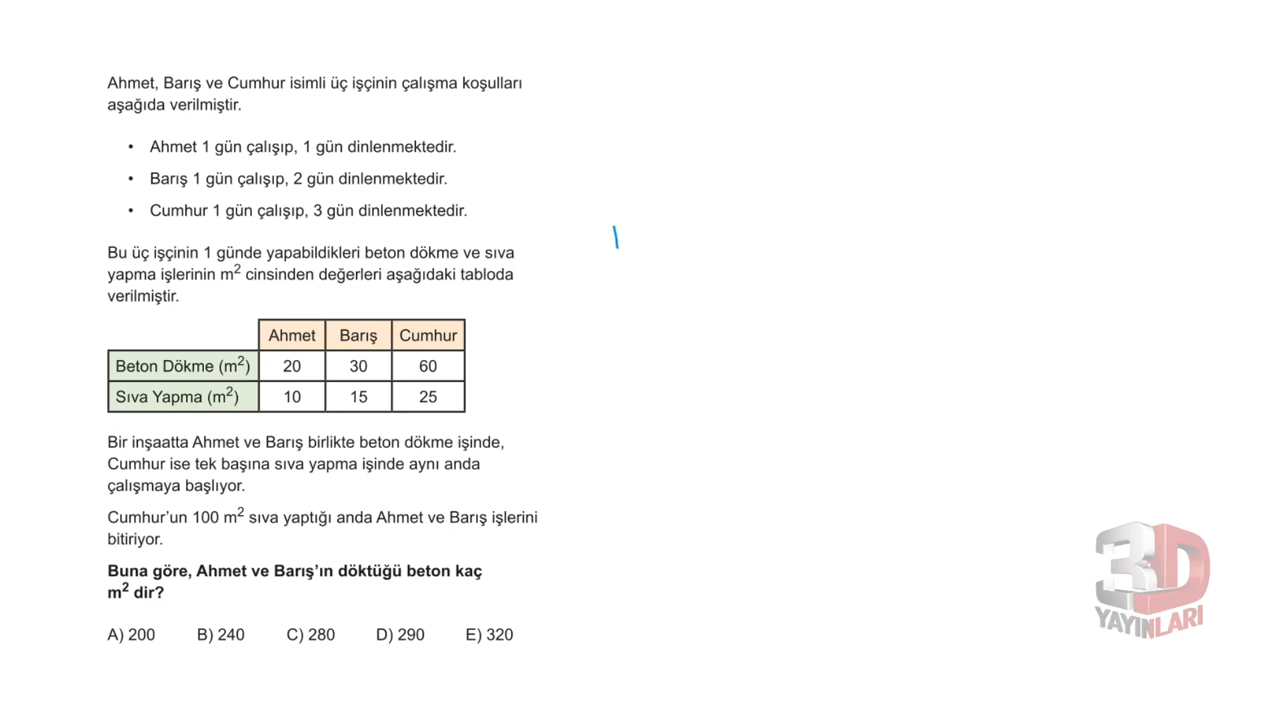 Ahmet, Barış ve Cumhur isimli üç işçinin çalışma koşulları
aşağıda verilmiştir.
• Ahmet 1 gün çalışıp, 1 gün dinlenmektedir.
• Barış 1 gün çalışıp, 2 gün dinlenmektedir.
• Cumhur 1 gün çalışıp, 3 gün dinlenmektedir.
Bu üç işçinin 1 günde yapabildikleri beton dökme ve sıva
yapma işlerinin m² cinsinden değerleri aşağıdaki tabloda
verilmiştir.
Ahmet Barış Cumhur
Beton Dökme (m²) 20 30 60
Sıva Yapma (m²) 10 15 25
Bir inşaatta Ahmet ve Barış birlikte beton dökme işinde,
Cumhur ise tek başına sıva yapma işinde aynı anda
çalışmaya başlıyor.
Cumhur'un 100 m² sıva yaptığı anda Ahmet ve Barış işlerini
bitiriyor.
Buna göre, Ahmet ve Barış'ın döktüğü beton kaç
m² dir?
A) 200 B) 240 C) 280 D) 290 E) 320
3D
YAYINLARI